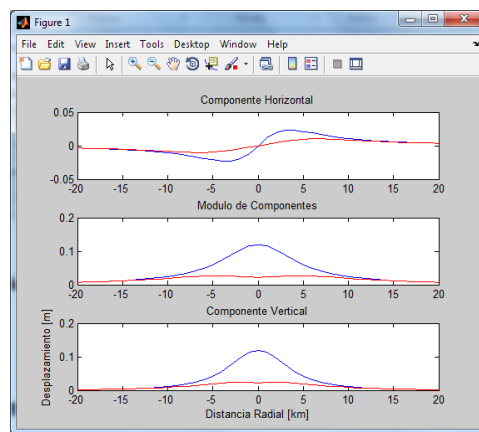 Figure 1
File Edit View Insert Tools Desktop Window Help
Componente Horizontal
0.05
0
-0.05
-20 -15 -10 -5 0 5 10 15 20
Modulo de Componentes
0.2
0.1
0
-20 -15 -10 -5 0 5 10 15 20
Componente Vertical
0.2
0.1
0
-20 -15 -10 -5 0 5 10 15 20
Desplazamiento [m]
Distancia Radial [km]